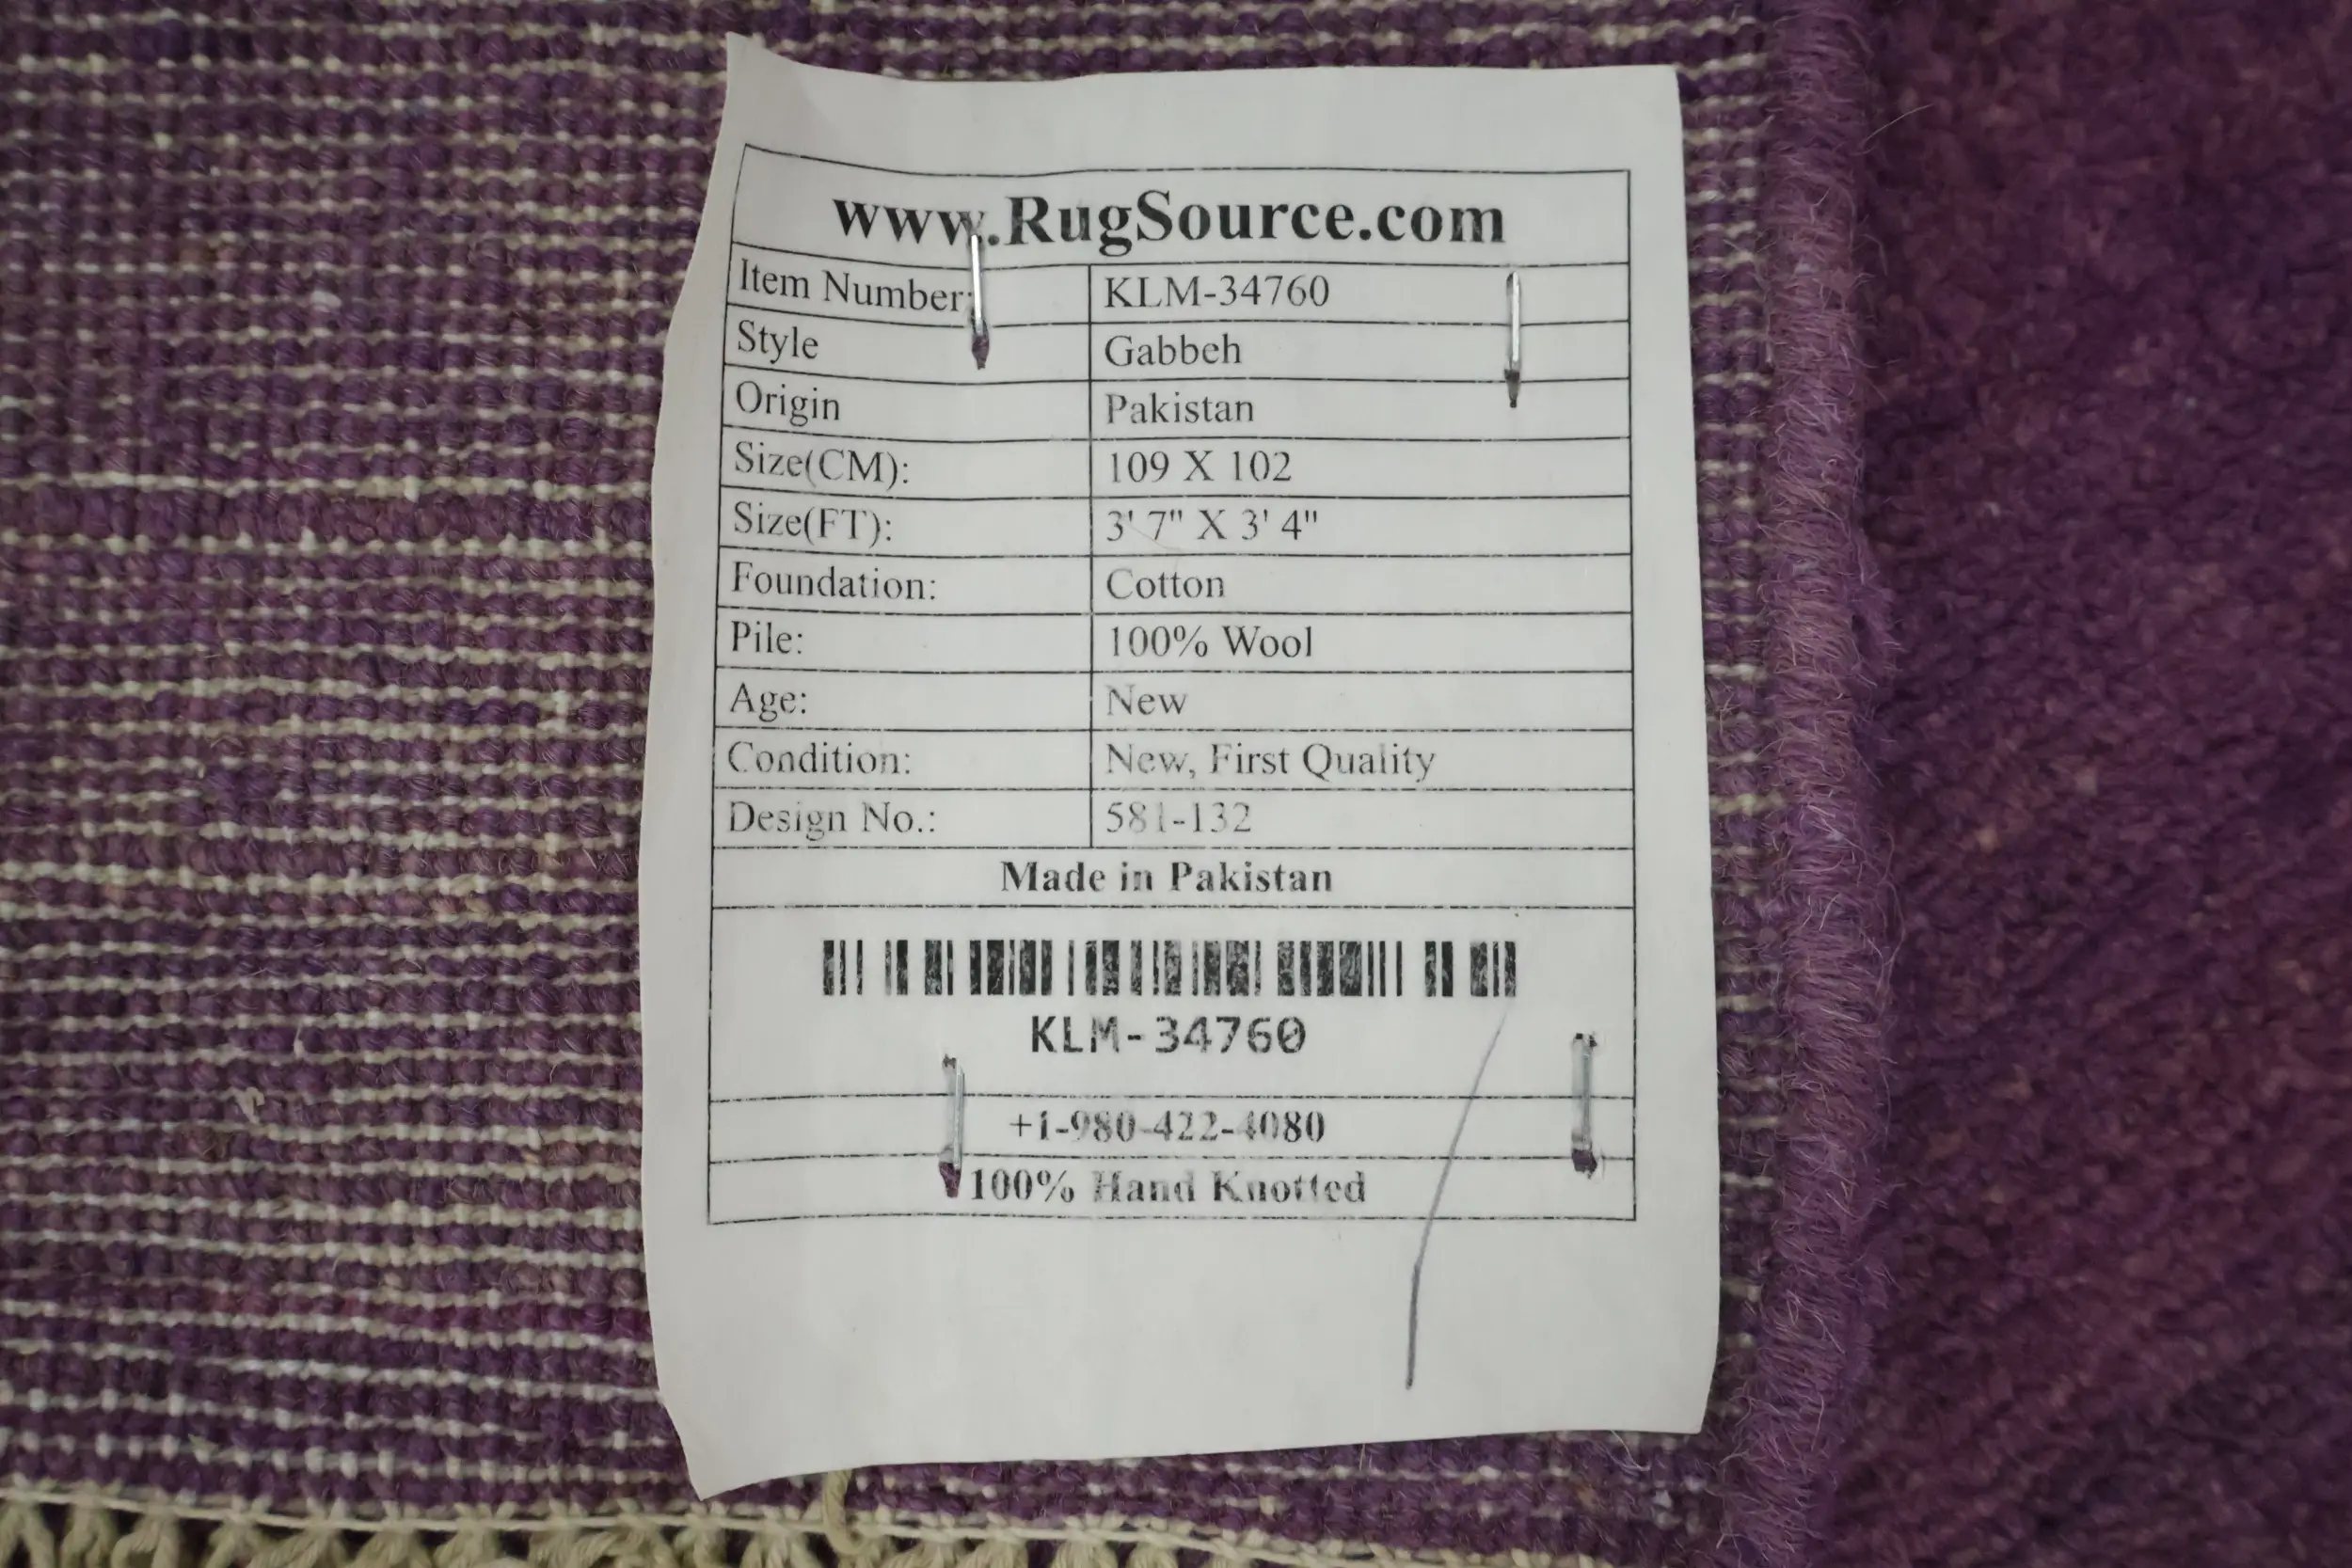 www.RugSource.com
Item Number: KLM-34760
Style Gabbeh
Origin Pakistan
Size(CM): 109 X 102
Size(FT): 3' 7" X 3' 4"
Foundation: Cotton
Pile: 100% Wool
Age: New
Condition: New, First Quality
Design No.: 581-132
Made in Pakistan
KLM-34760
+1-980-422-4080
100% Hand Knotted